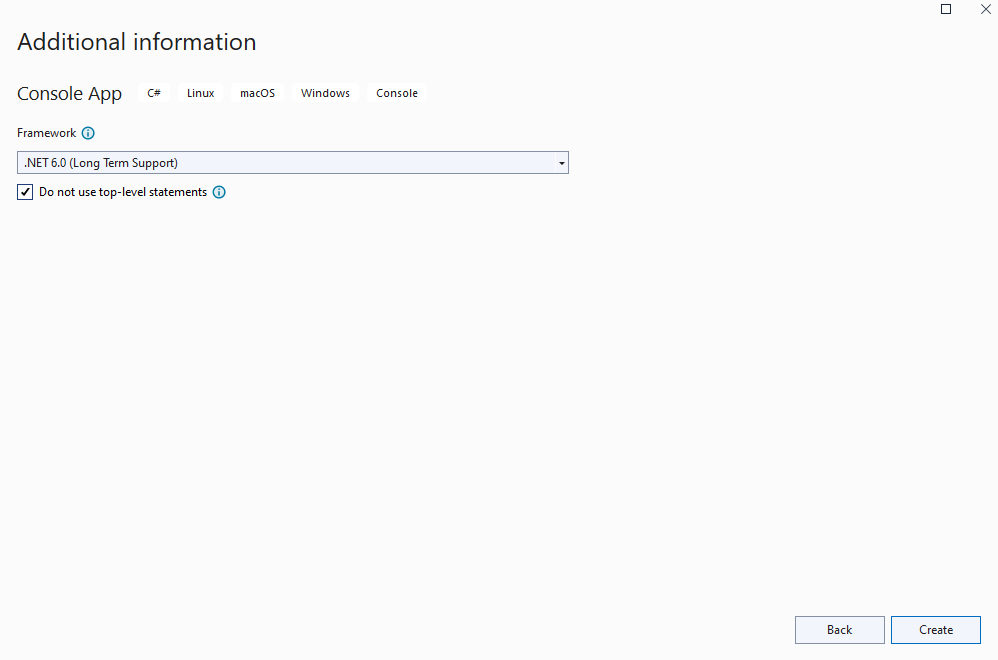 Additional information
Console App C# Linux macOS Windows Console
Framework
.NET 6.0 (Long Term Support)
Do not use top-level statements
Back Create